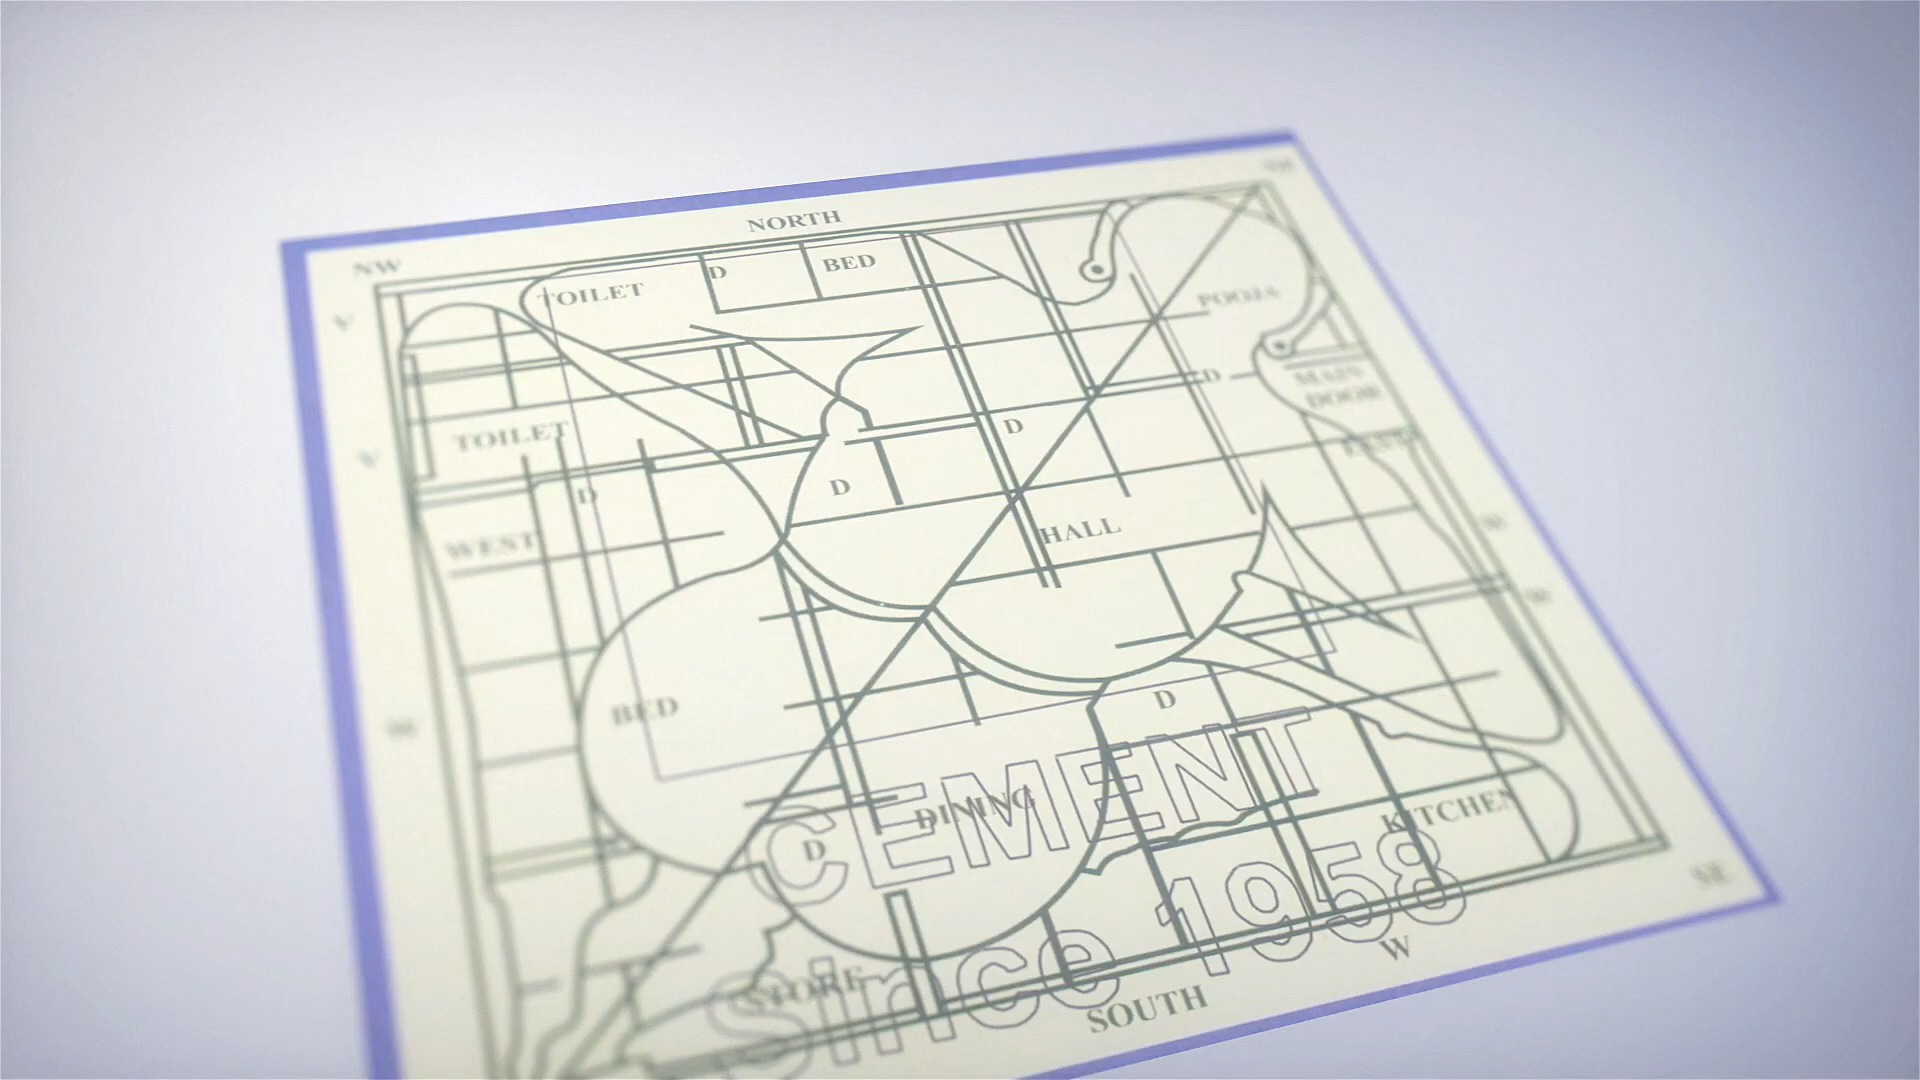 NORTH
NW
D
BED
TOILET
POOJA
D
MAIN
DOOR
TOILET
D
EAST
D
D
HALL
WEST
BED
D
CEMENT
DINING
KITCHEN
D
Since 1958
STORE
SE
W
SOUTH